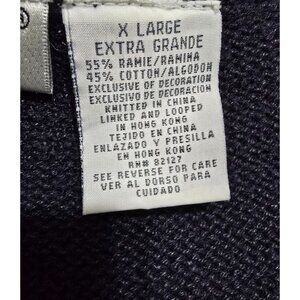 ®
X LARGE
EXTRA GRANDE
55% RAMIE/RAMINA
45% COTTON/ALGODON
EXCLUSIVE OF DECORATION
EXCLUSIVO DE DECORACION
KNITTED IN CHINA
LINKED AND LOOPED
IN HONG KONG
TEJIDO EN CHINA
ENLAZADO Y PRESILLA
EN HONG KONG
RN# 82127
SEE REVERSE FOR CARE
VER AL DORSO PARA
CUIDADO